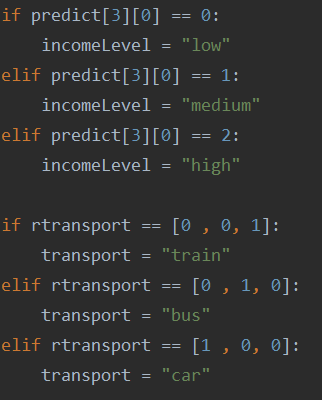 if predict[3][0] == 0:
    incomeLevel = "low"
elif predict[3][0] == 1:
    incomeLevel = "medium"
elif predict[3][0] == 2:
    incomeLevel = "high"

if rtransport == [0 , 0, 1]:
    transport = "train"
elif rtransport == [0 , 1, 0]:
    transport = "bus"
elif rtransport == [1 , 0, 0]:
    transport = "car"